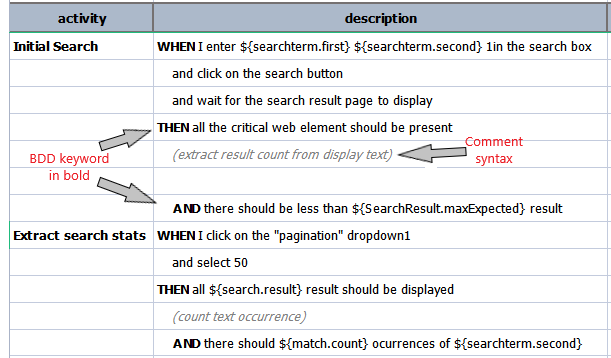 activity description
Initial Search WHEN I enter ${searchterm.first} ${searchterm.second} 1in the search box
and click on the search button
and wait for the search result page to display
THEN all the critical web element should be present
BDD keyword in bold
(extract result count from display text)
Comment syntax
AND there should be less than ${SearchResult.maxExpected} result
Extract search stats WHEN I click on the "pagination" dropdown1
and select 50
THEN all ${search.result} result should be displayed
(count text occurrence)
AND there should ${match.count} ocurrences of ${searchterm.second}